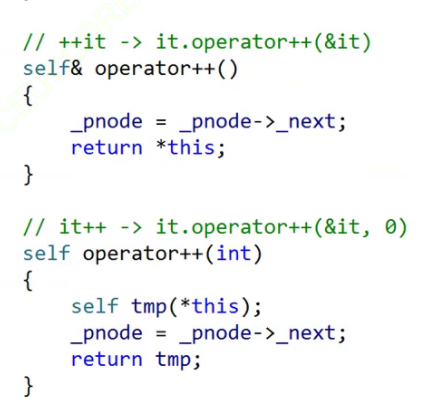 // ++it -> it.operator++(&it)
self& operator++()
{
    _pnode = _pnode->_next;
    return *this;
}
// it++ -> it.operator++(&it, 0)
self operator++(int)
{
    self tmp(*this);
    _pnode = _pnode->_next;
    return tmp;
}